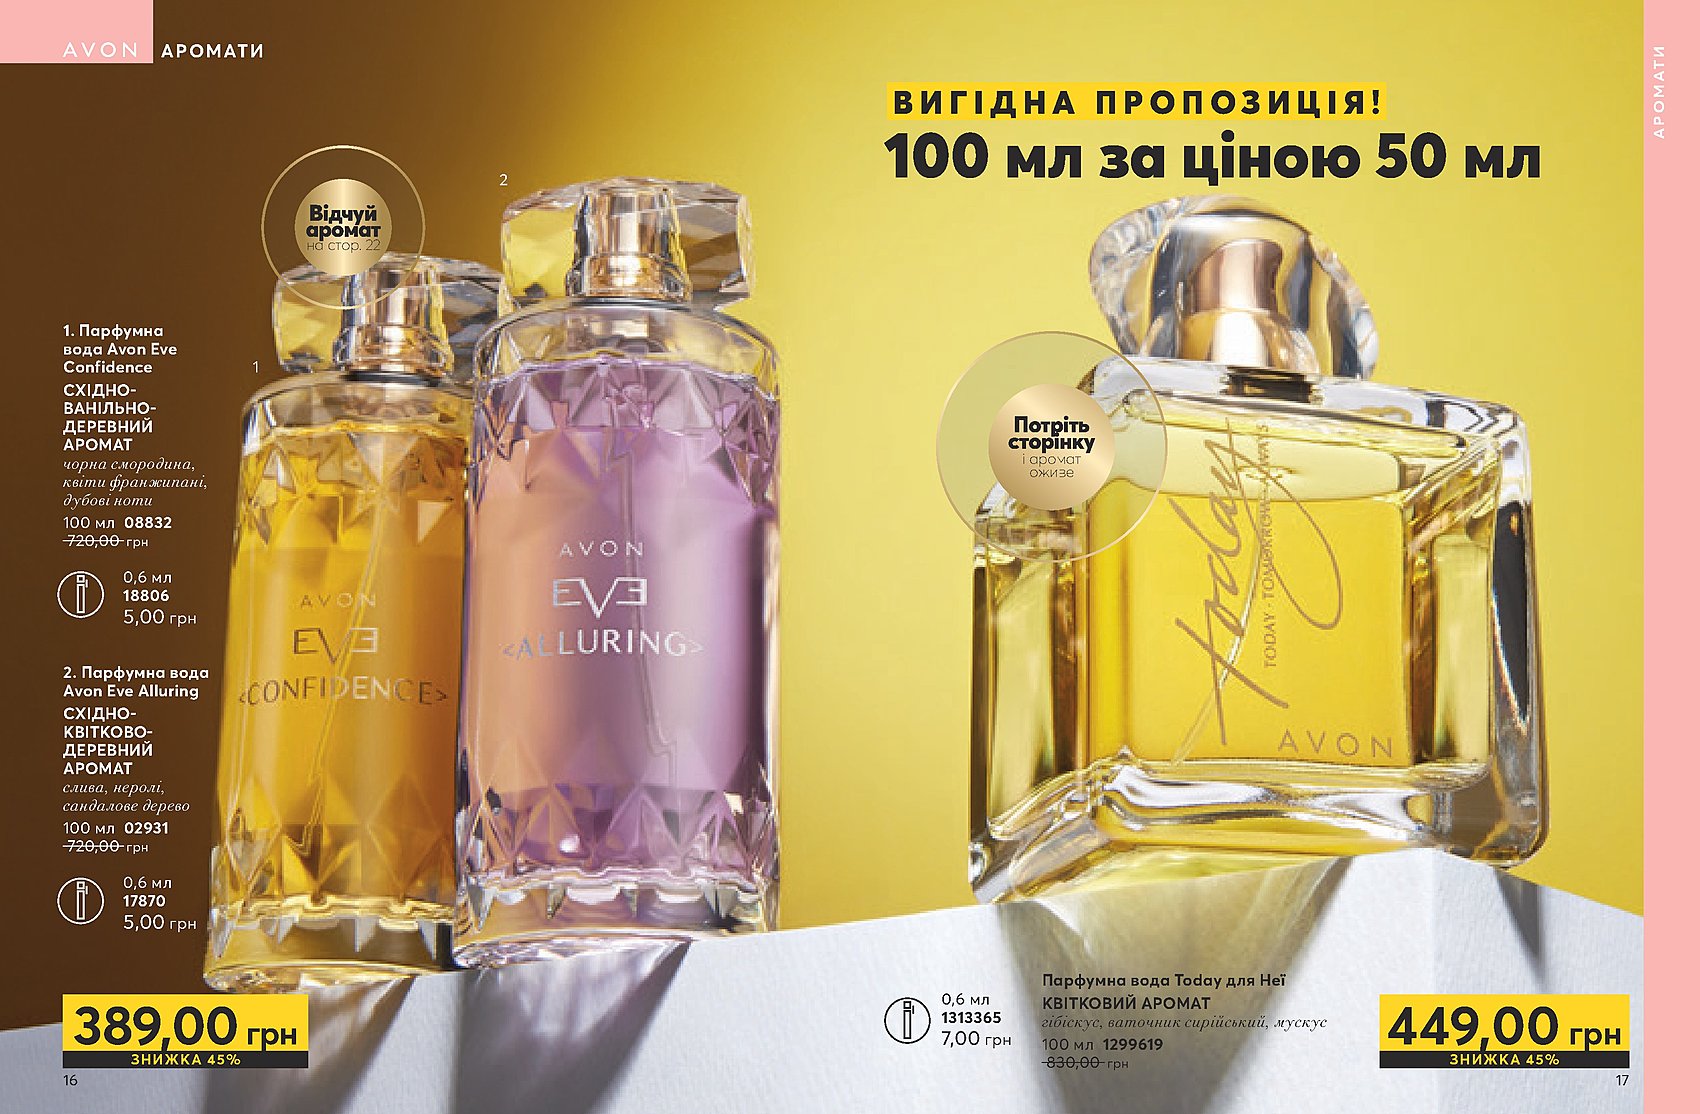 AVON АРОМАТИ
Відчуй
аромат
на стор. 22
1
2
1. Парфумна
вода Avon Eve
Confidence
СХІДНО-
ВАНІЛЬНО-
ДЕРЕВНИЙ
АРОМАТ
чорна смородина,
квіти франжипані,
дубові ноти
100 мл 08832
720,00 грн
0,6 мл
18806
5,00 грн
2. Парфумна вода
Avon Eve Alluring
СХІДНО-
КВІТКОВО-
ДЕРЕВНИЙ
АРОМАТ
слива, неролі,
сандалове дерево
100 мл 02931
720,00 грн
0,6 мл
17870
5,00 грн
389,00 грн
ЗНИЖКА 45%
16
AVON
EVE
<CONFIDENCE>
AVON
EVE
<ALLURING>
ВИГІДНА ПРОПОЗИЦІЯ!
100 мл за ціною 50 мл
Потріть
сторінку
і аромат
оживе
today
TODAY · TOMORROW · ALWAYS
AVON
0,6 мл
1313365
7,00 грн
Парфумна вода Today для Неї
КВІТКОВИЙ АРОМАТ
гібіскус, ваточник сирійський, мускус
100 мл 1299619
830,00 грн
449,00 грн
ЗНИЖКА 45%
17
АРОМАТИ